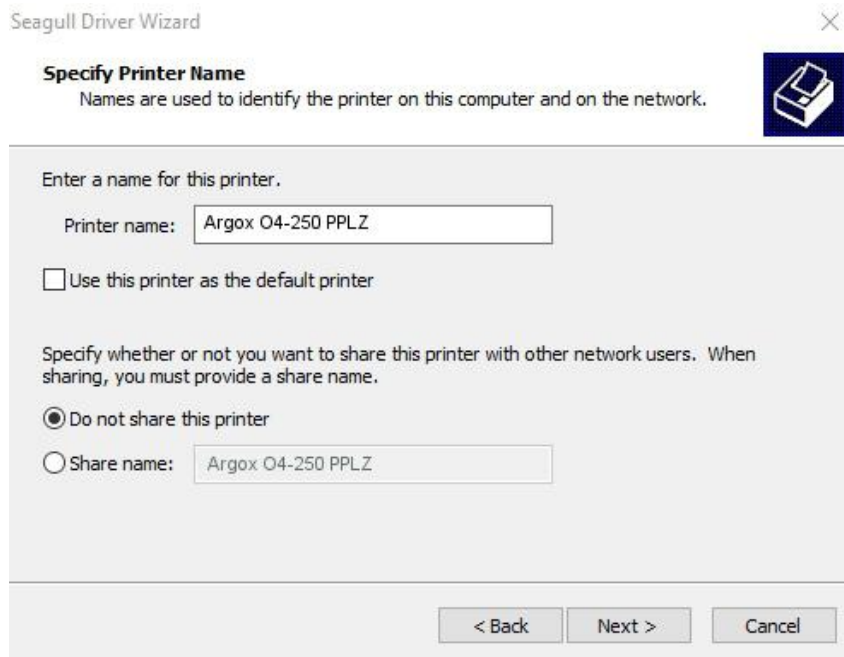 Seagull Driver Wizard
Specify Printer Name
Names are used to identify the printer on this computer and on the network.
Enter a name for this printer.
Printer name: Argox O4-250 PPLZ
Use this printer as the default printer
Specify whether or not you want to share this printer with other network users. When
sharing, you must provide a share name.
Do not share this printer
Share name: Argox O4-250 PPLZ
< Back Next > Cancel